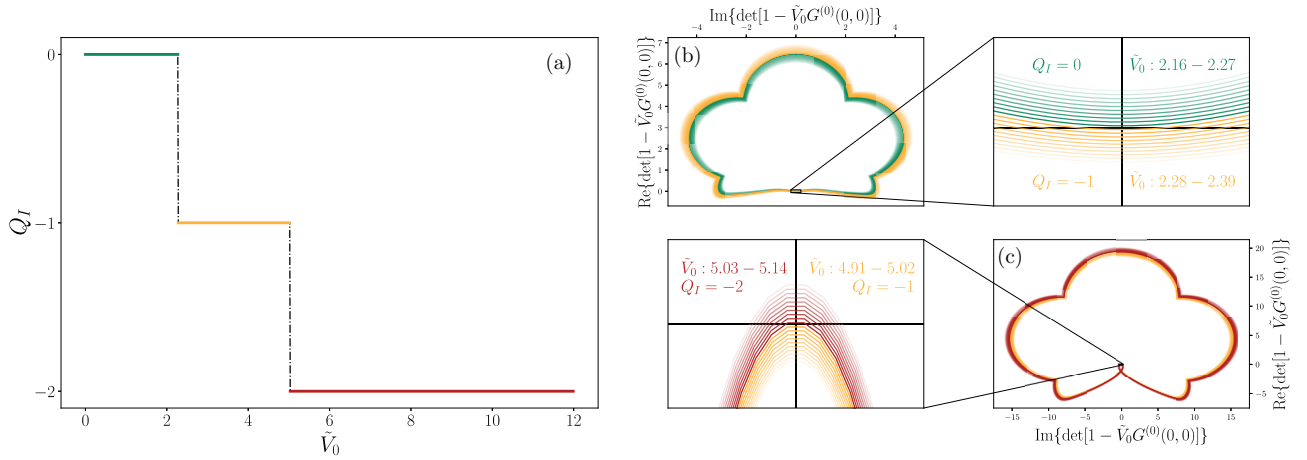 (a)
0
−1
−2
Q_I
0
2
4
6
8
10
12
Ṽ_0
Im{det[1 − Ṽ_0G^{(0)}(0, 0)]}
−4
−2
0
2
4
(b)
7
6
5
4
3
2
1
0
Re{det[1 − Ṽ_0G^{(0)}(0, 0)]}
Q_I = 0
Ṽ_0 : 2.16 − 2.27
Q_I = −1
Ṽ_0 : 2.28 − 2.39
Ṽ_0 : 5.03 − 5.14
Q_I = −2
Ṽ_0 : 4.91 − 5.02
Q_I = −1
(c)
20
15
10
5
0
−5
Re{det[1 − Ṽ_0G^{(0)}(0, 0)]}
−15
−10
−5
0
5
10
15
Im{det[1 − Ṽ_0G^{(0)}(0, 0)]}